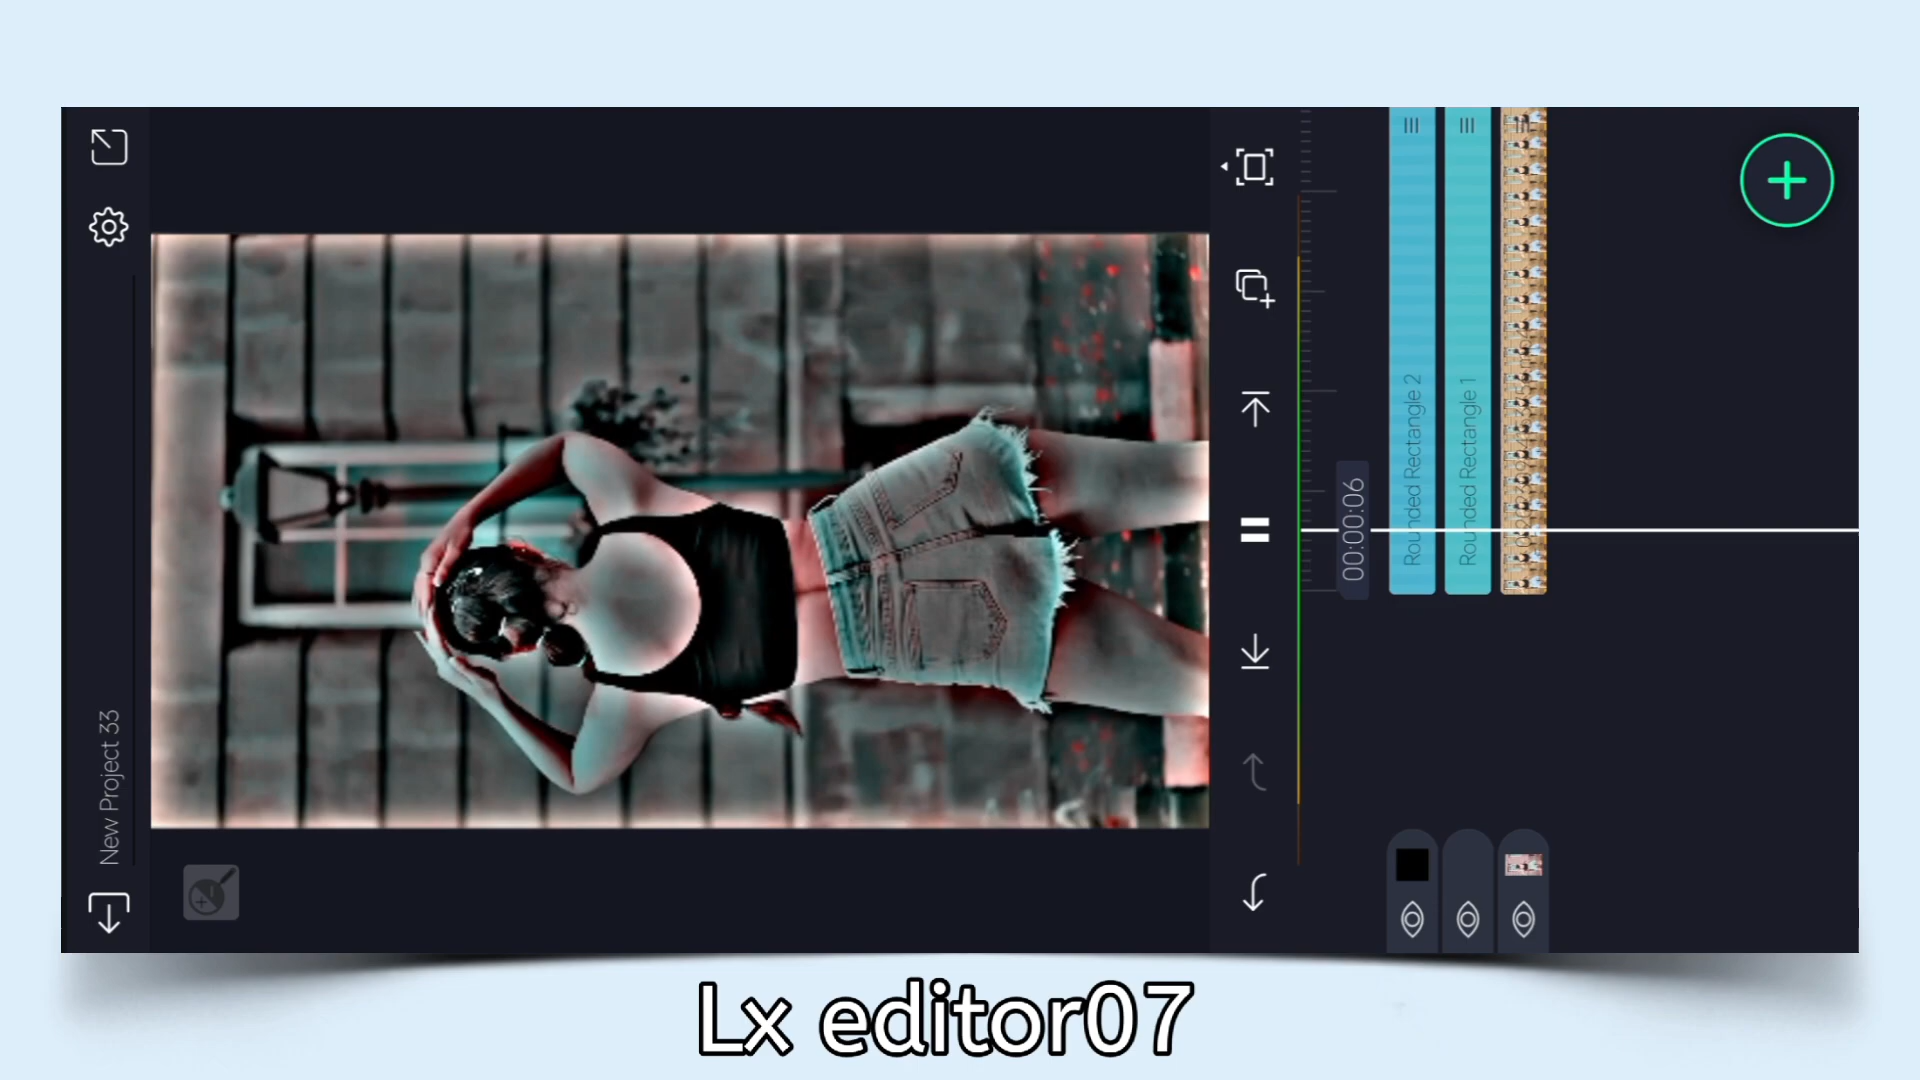 New Project 33
00:00:06
Rounded Rectangle 2
Rounded Rectangle 1
Lx editor07